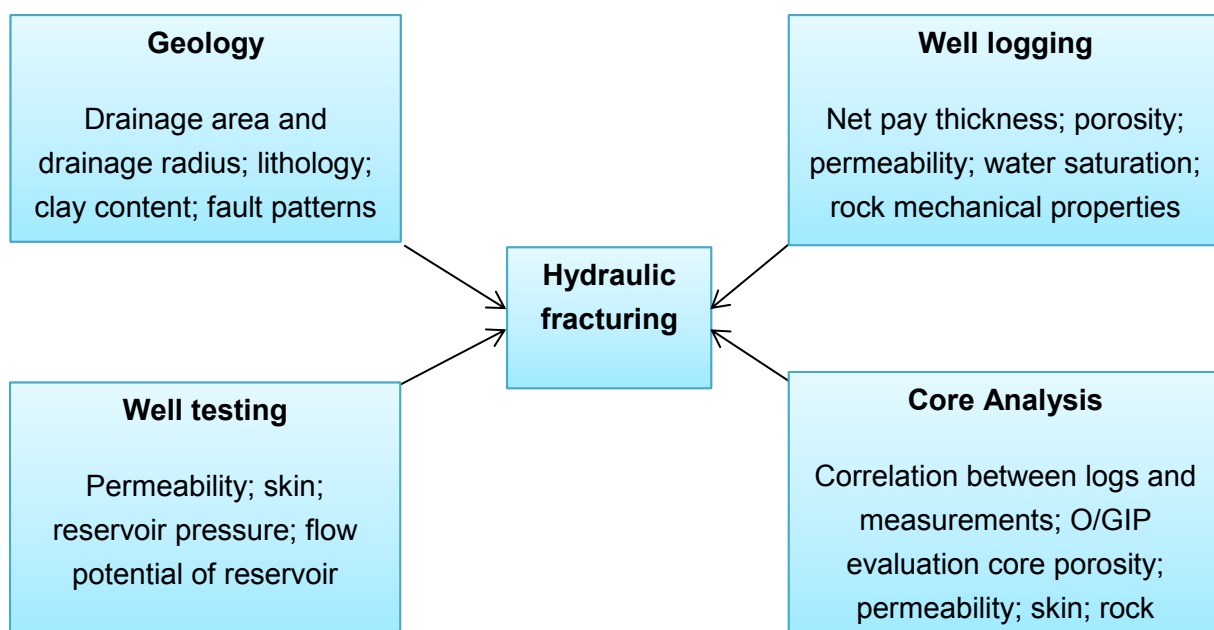 Geology
Drainage area and
drainage radius; lithology;
clay content; fault patterns
Well logging
Net pay thickness; porosity;
permeability; water saturation;
rock mechanical properties
Hydraulic
fracturing
Well testing
Permeability; skin;
reservoir pressure; flow
potential of reservoir
Core Analysis
Correlation between logs and
measurements; O/GIP
evaluation core porosity;
permeability; skin; rock